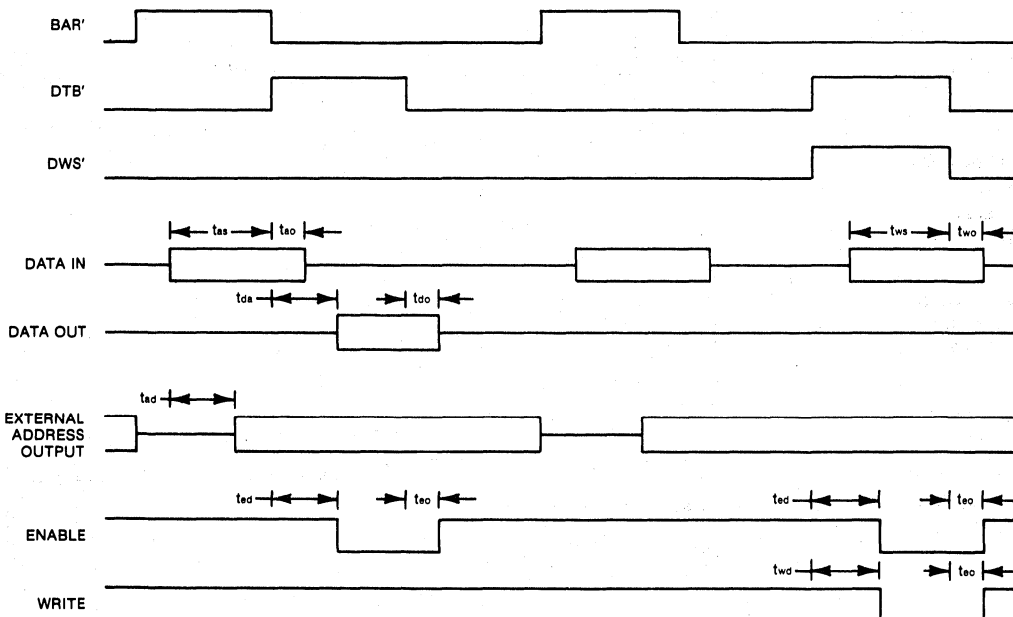 BAR'
DTB'
DWS'
tas tao tws two
DATA IN
tda tdo
DATA OUT
tad
EXTERNAL
ADDRESS
OUTPUT
ted teo ted teo
ENABLE
twd teo
WRITE